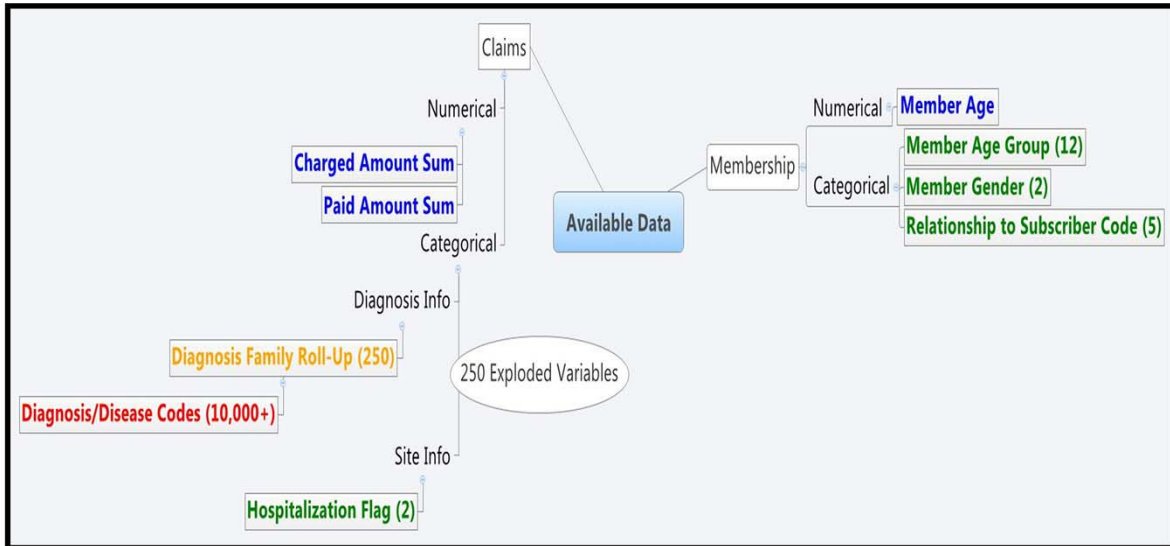 Claims
Numerical
Charged Amount Sum
Paid Amount Sum
Categorical
Diagnosis Info
Diagnosis Family Roll-Up (250)
Diagnosis/Disease Codes (10,000+)
Site Info
Hospitalization Flag (2)
250 Exploded Variables
Available Data
Membership
Numerical
Member Age
Categorical
Member Age Group (12)
Member Gender (2)
Relationship to Subscriber Code (5)